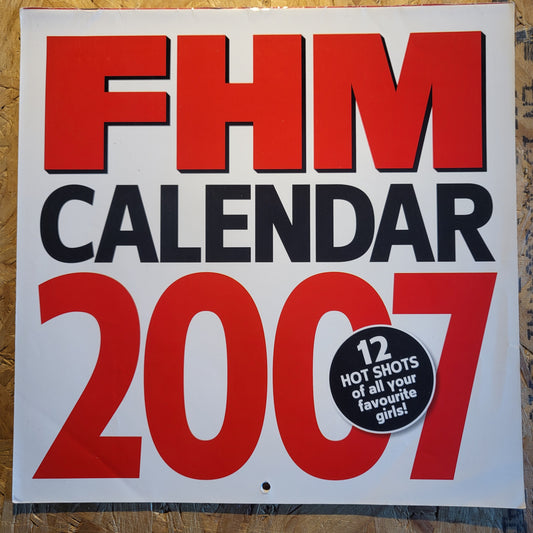 FHM
CALENDAR
2007
12
HOT SHOTS
of all your
favourite
girls!